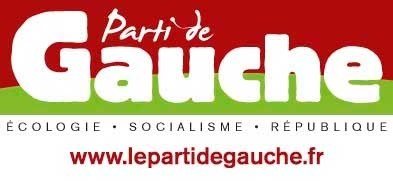 Parti de
Gauche
ÉCOLOGIE • SOCIALISME • RÉPUBLIQUE
www.lepartidegauche.fr